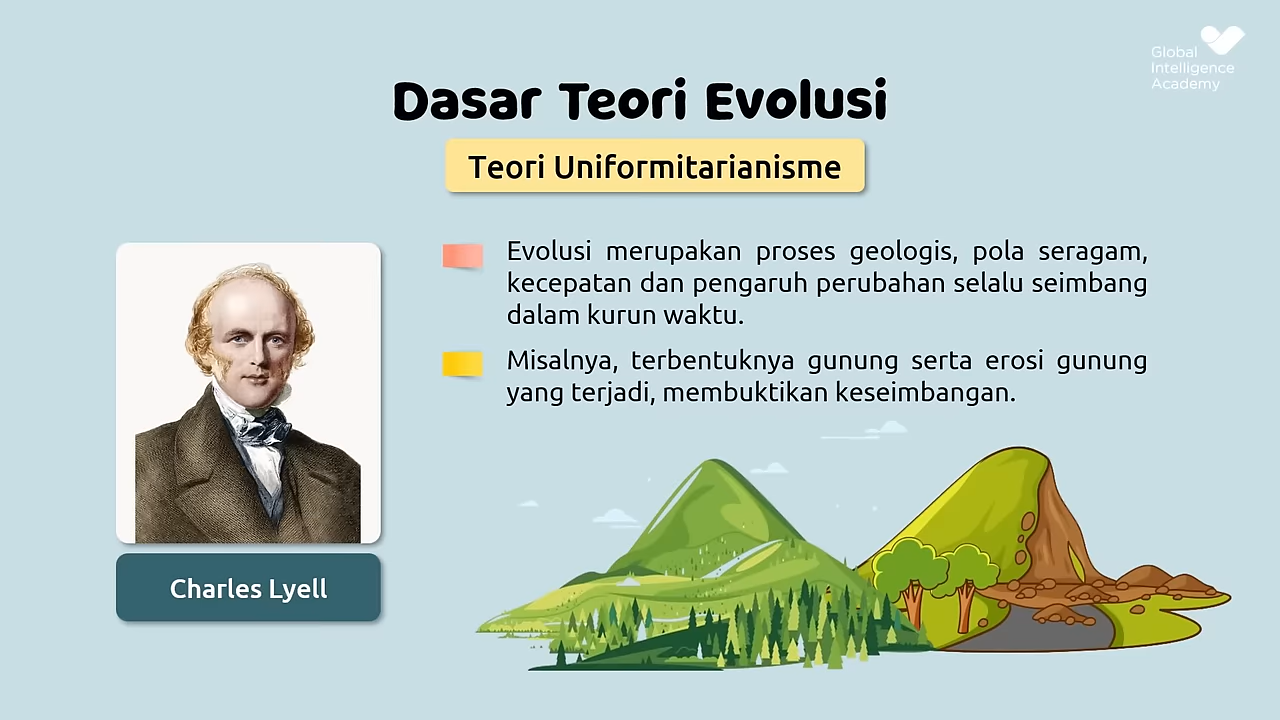 Global
Intelligence
Academy
Dasar Teori Evolusi
Teori Uniformitarianisme
Evolusi merupakan proses geologis, pola seragam,
kecepatan dan pengaruh perubahan selalu seimbang
dalam kurun waktu.
Misalnya, terbentuknya gunung serta erosi gunung
yang terjadi, membuktikan keseimbangan.
Charles Lyell